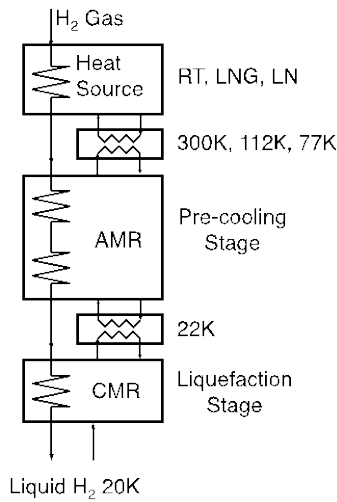 H₂ Gas
Heat
Source
RT, LNG, LN
300K, 112K, 77K
AMR
Pre-cooling
Stage
22K
CMR
Liquefaction
Stage
Liquid H₂ 20K